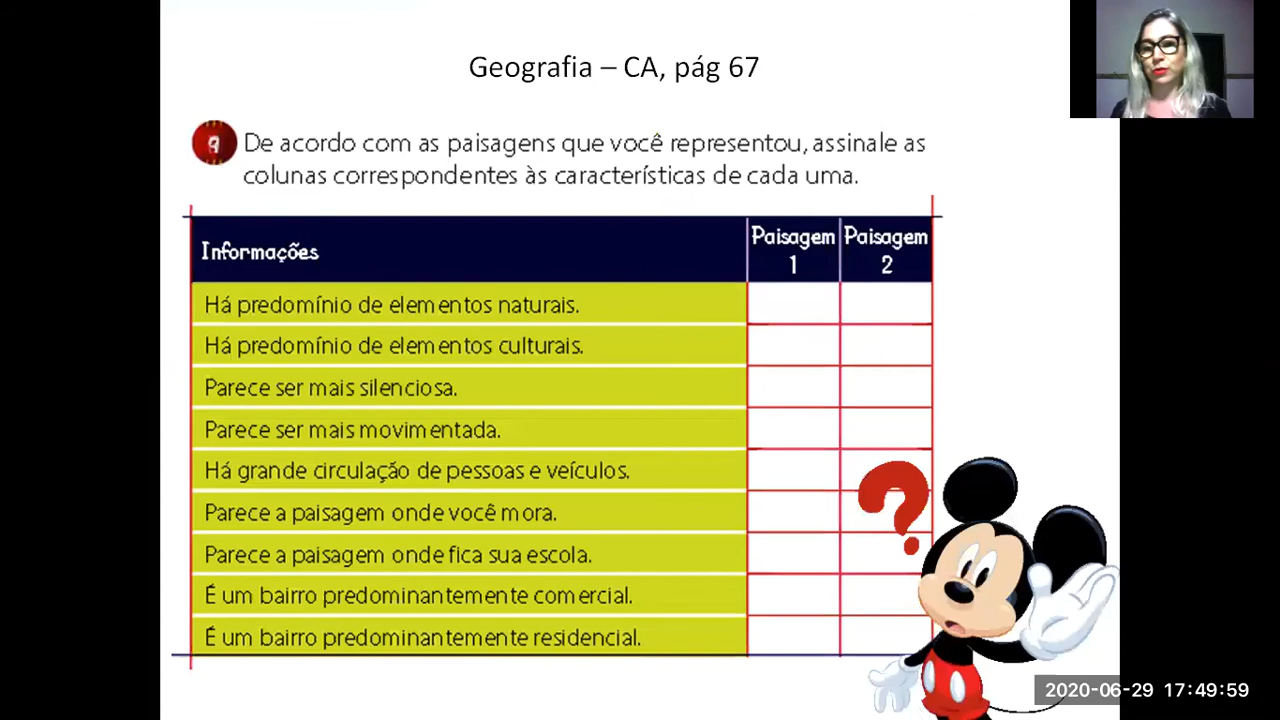 Geografia – CA, pág 67
9
De acordo com as paisagens que você representou, assinale as
colunas correspondentes às características de cada uma.
Informações
Paisagem 1
Paisagem 2
Há predomínio de elementos naturais.
Há predomínio de elementos culturais.
Parece ser mais silenciosa.
Parece ser mais movimentada.
Há grande circulação de pessoas e veículos.
Parece a paisagem onde você mora.
Parece a paisagem onde fica sua escola.
É um bairro predominantemente comercial.
É um bairro predominantemente residencial.
?
2020-06-29 17:49:59